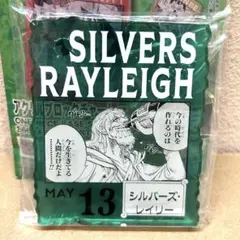 SILVERS
RAYLEIGH
今の時代を
作れるのは
今を生きてる
人間だけだよ
………!!
MAY 13
シルバーズ・
レイリー